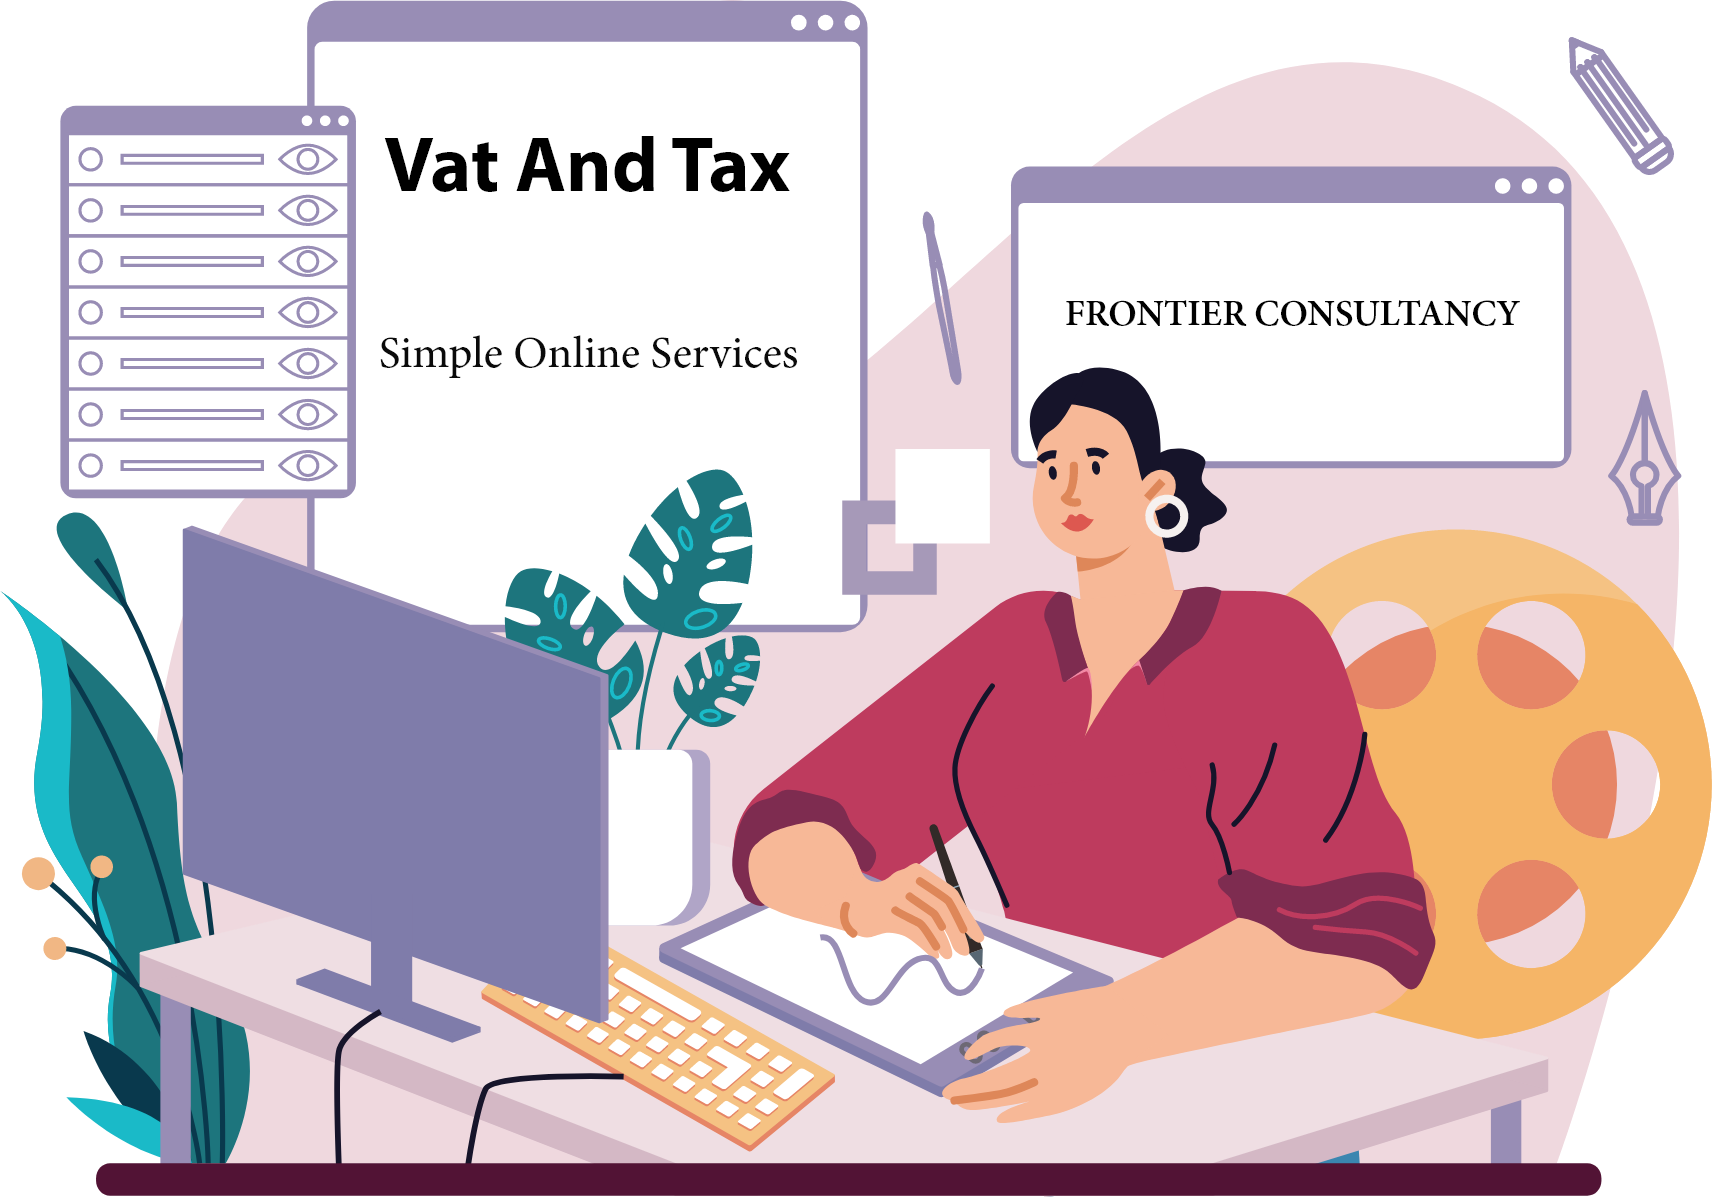 Vat And Tax
Simple Online Services
FRONTIER CONSULTANCY